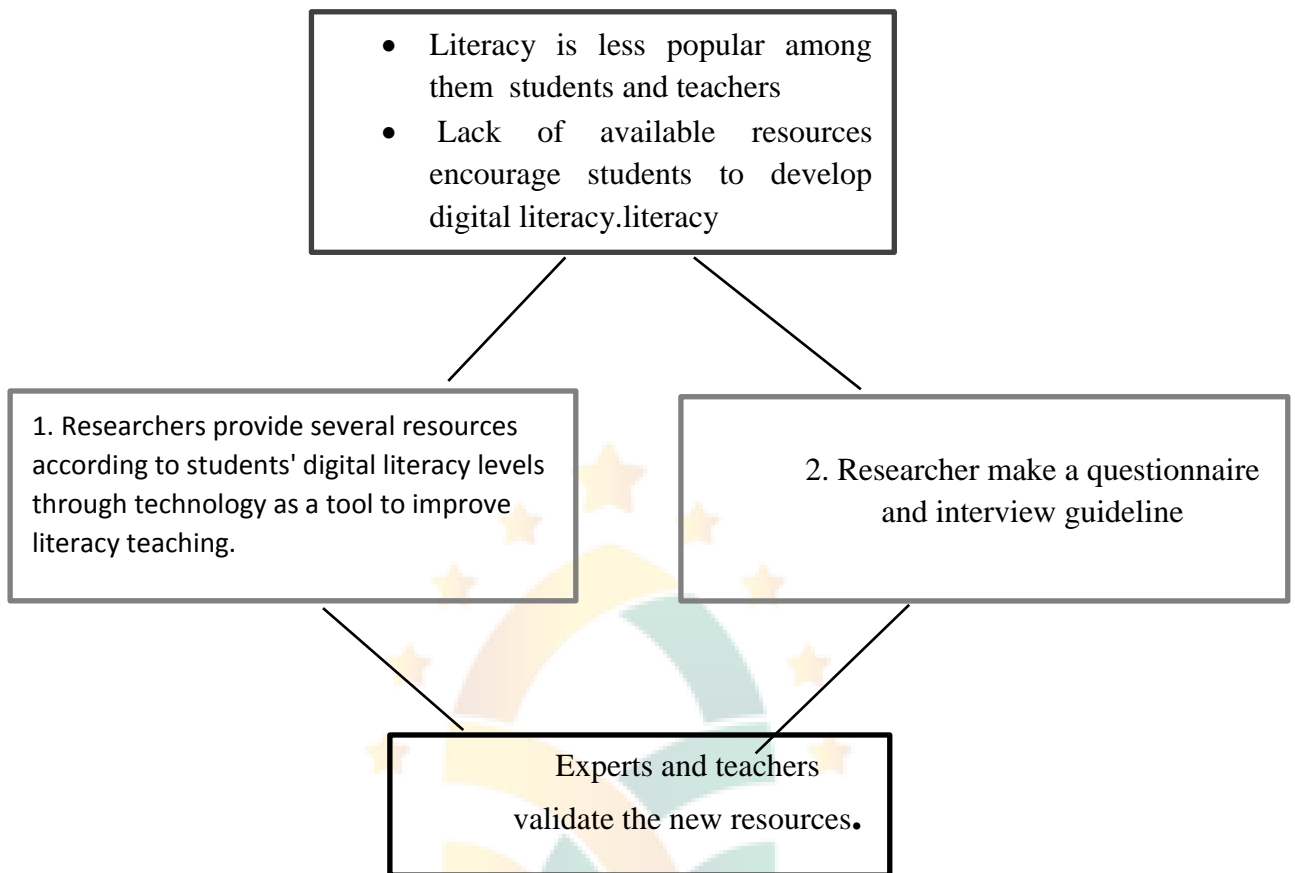 • Literacy is less popular among
them students and teachers
• Lack of available resources
encourage students to develop
digital literacy.literacy
1. Researchers provide several resources
according to students' digital literacy levels
through technology as a tool to improve
literacy teaching.
2. Researcher make a questionnaire
and interview guideline
Experts and teachers
validate the new resources.